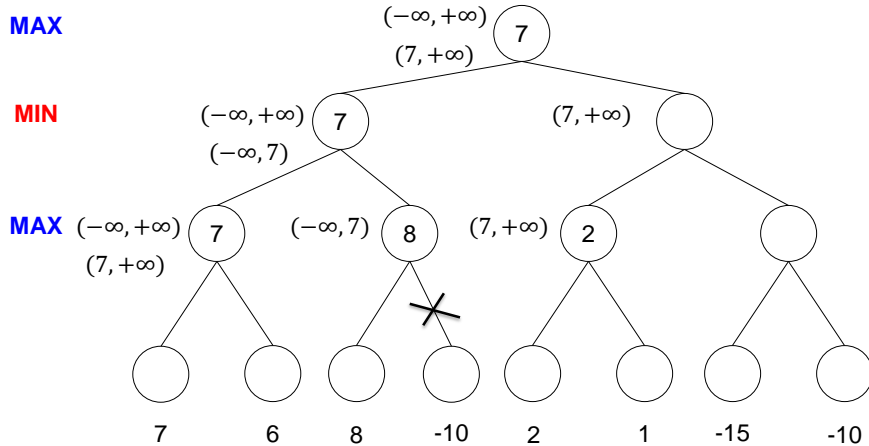 MAX (−∞, +∞) 7
(7, +∞)
MIN (−∞, +∞) 7 (7, +∞)
(−∞, 7)
MAX (−∞, +∞) 7 (−∞, 7) 8 (7, +∞) 2
(7, +∞)
7 6 8 -10 2 1 -15 -10